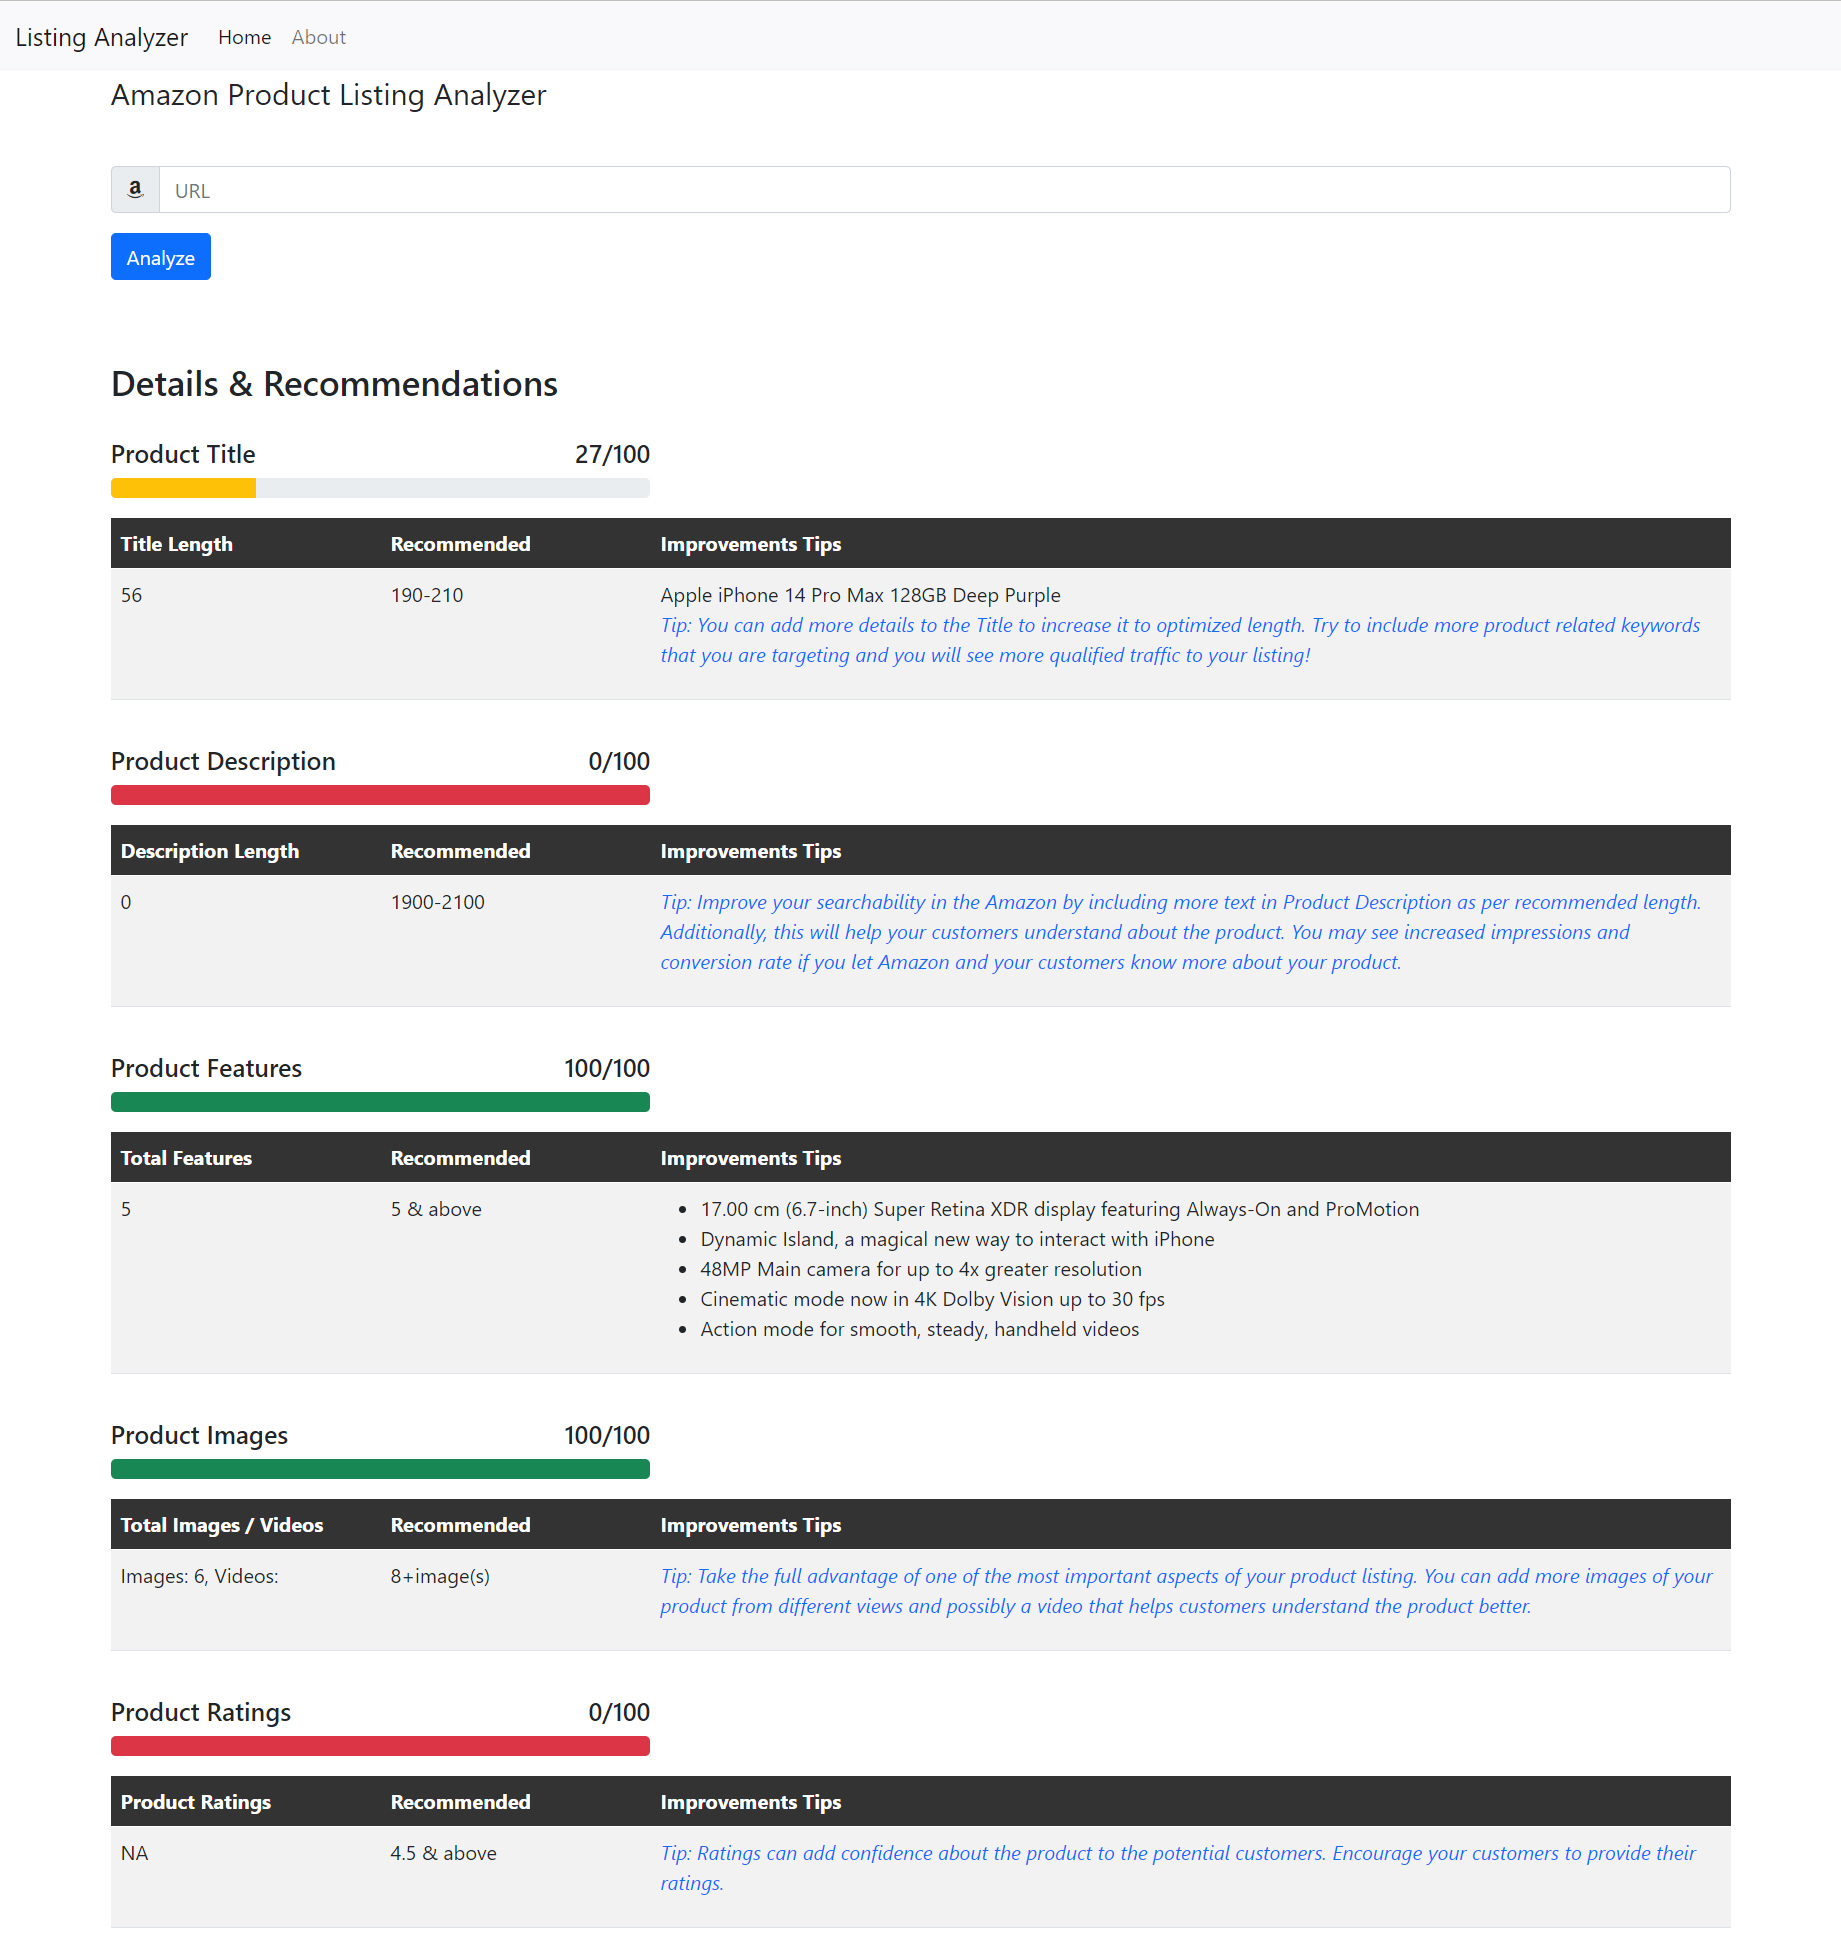 Listing Analyzer Home About
Amazon Product Listing Analyzer
a URL
Analyze
Details & Recommendations
Product Title 27/100
Title Length Recommended Improvements Tips
56 190-210 Apple iPhone 14 Pro Max 128GB Deep Purple
Tip: You can add more details to the Title to increase it to optimized length. Try to include more product related keywords
that you are targeting and you will see more qualified traffic to your listing!
Product Description 0/100
Description Length Recommended Improvements Tips
0 1900-2100 Tip: Improve your searchability in the Amazon by including more text in Product Description as per recommended length.
Additionally, this will help your customers understand about the product. You may see increased impressions and
conversion rate if you let Amazon and your customers know more about your product.
Product Features 100/100
Total Features Recommended Improvements Tips
5 5 & above • 17.00 cm (6.7-inch) Super Retina XDR display featuring Always-On and ProMotion
• Dynamic Island, a magical new way to interact with iPhone
• 48MP Main camera for up to 4x greater resolution
• Cinematic mode now in 4K Dolby Vision up to 30 fps
• Action mode for smooth, steady, handheld videos
Product Images 100/100
Total Images / Videos Recommended Improvements Tips
Images: 6, Videos: 8+image(s) Tip: Take the full advantage of one of the most important aspects of your product listing. You can add more images of your
product from different views and possibly a video that helps customers understand the product better.
Product Ratings 0/100
Product Ratings Recommended Improvements Tips
NA 4.5 & above Tip: Ratings can add confidence about the product to the potential customers. Encourage your customers to provide their
ratings.